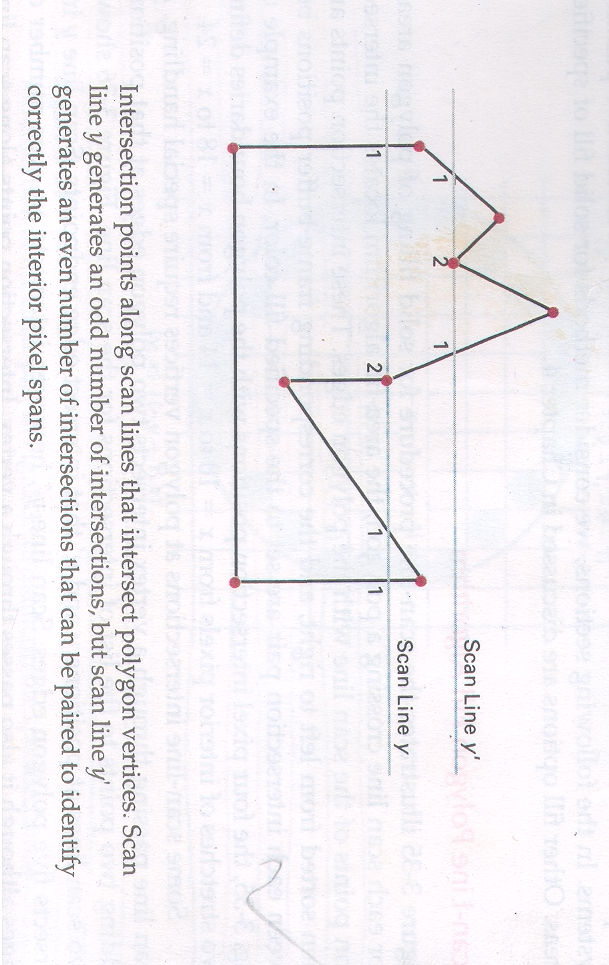 1 2 1 Scan Line y'
1 2 1 1 Scan Line y
Intersection points along scan lines that intersect polygon vertices. Scan
line y generates an odd number of intersections, but scan line y'
generates an even number of intersections that can be paired to identify
correctly the interior pixel spans.